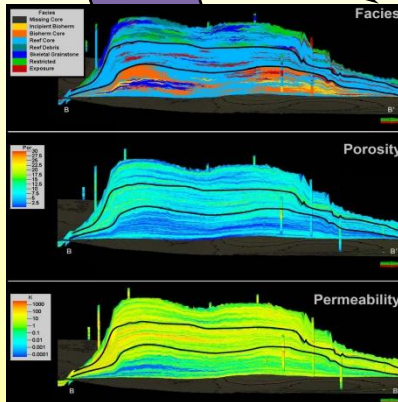 Facies
Facies
Missing Core
Incipient Bioherm
Bioherm Core
Reef Core
Reef Debris
Skeletal Grainstone
Restricted
Exposure
B
B'
Porosity
Por
30
27.5
25
22.5
20
17.5
15
12.5
10
7.5
5
2.5
B
B'
Permeability
K
1000
100
10
1
0.1
0.01
0.001
0.0001
B
B'